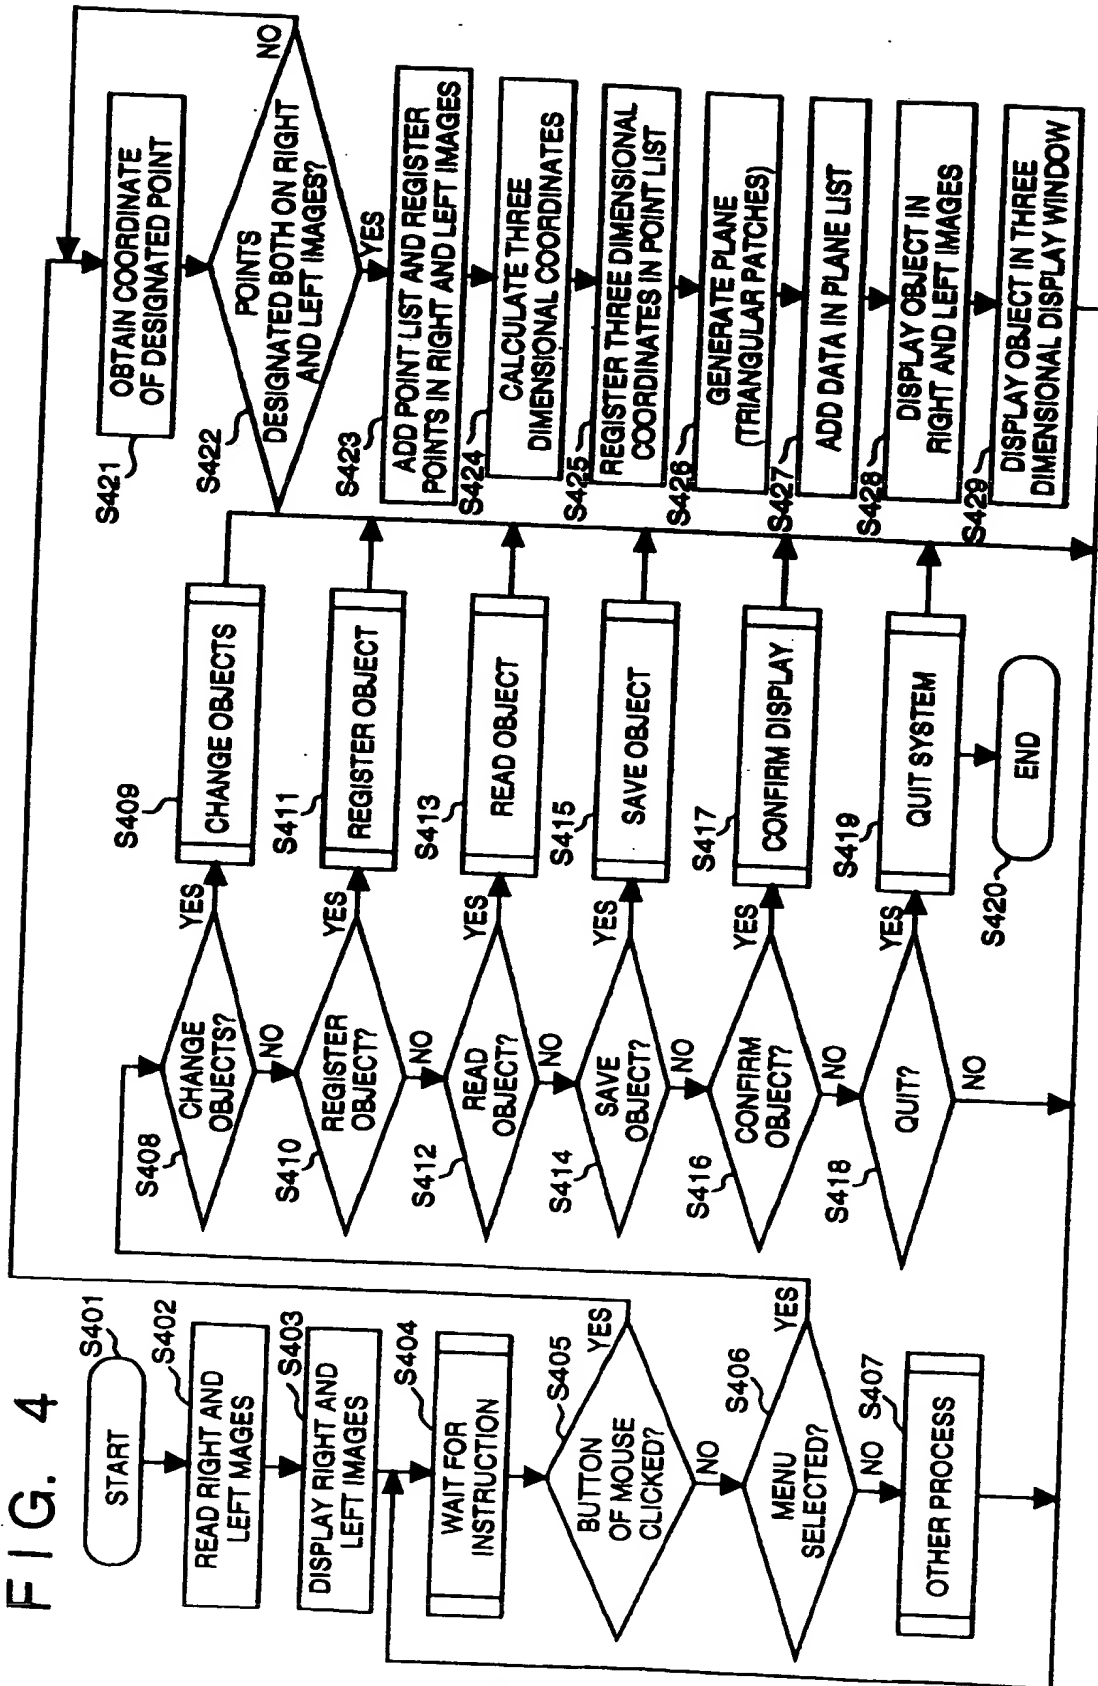 FIG. 4
START
S401
READ RIGHT AND
LEFT MAGES
S402
DISPLAY RIGHT AND
LEFT IMAGES
S403
WAIT FOR
INSTRUCTION
S404
BUTTON
OF MOUSE
CLICKED?
S405
YES
NO
MENU
SELECTED?
S406
YES
NO
OTHER PROCESS
S407
CHANGE
OBJECTS?
S408
YES
NO
CHANGE OBJECTS
S409
REGISTER
OBJECT?
S410
YES
NO
REGISTER OBJECT
S411
READ
OBJECT?
S412
YES
NO
READ OBJECT
S413
SAVE
OBJECT?
S414
YES
NO
SAVE OBJECT
S415
CONFIRM
OBJECT?
S416
YES
NO
CONFIRM DISPLAY
S417
QUIT?
S418
YES
NO
QUIT SYSTEM
S419
END
S420
OBTAIN COORDINATE
OF DESIGNATED POINT
S421
POINTS
DESIGNATED BOTH ON RIGHT
AND LEFT IMAGES?
S422
NO
YES
ADD POINT LIST AND REGISTER
POINTS IN RIGHT AND LEFT IMAGES
S423
CALCULATE THREE
DIMENSIONAL COORDINATES
S424
REGISTER THREE DIMENSIONAL
COORDINATES IN POINT LIST
S425
GENERATE PLANE
(TRIANGULAR PATCHES)
S426
ADD DATA IN PLANE LIST
S427
DISPLAY OBJECT IN
RIGHT AND LEFT IMAGES
S428
DISPLAY OBJECT IN THREE
DIMENSIONAL DISPLAY WINDOW
S429